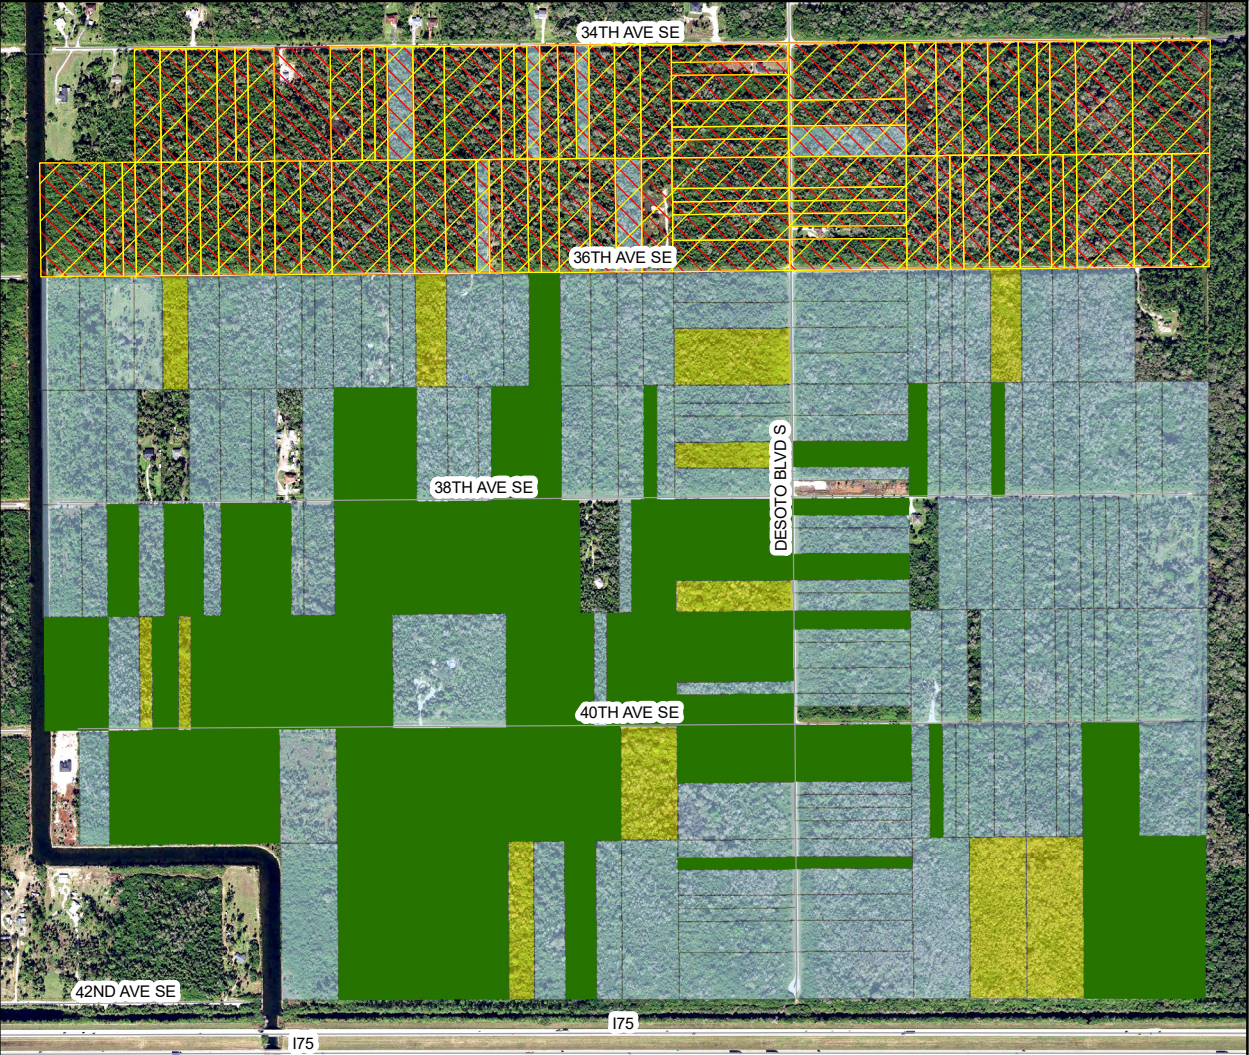 34TH AVE SE
36TH AVE SE
DESOTO BLVD S
38TH AVE SE
40TH AVE SE
42ND AVE SE
I75
I75